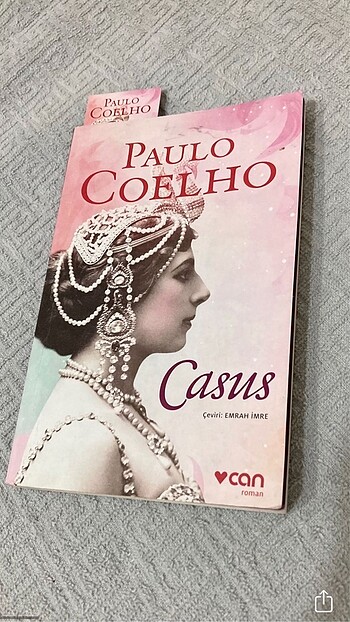 PAULO
COELHO
PAULO
COELHO
Casus
Çeviri: EMRAH İMRE
can
roman